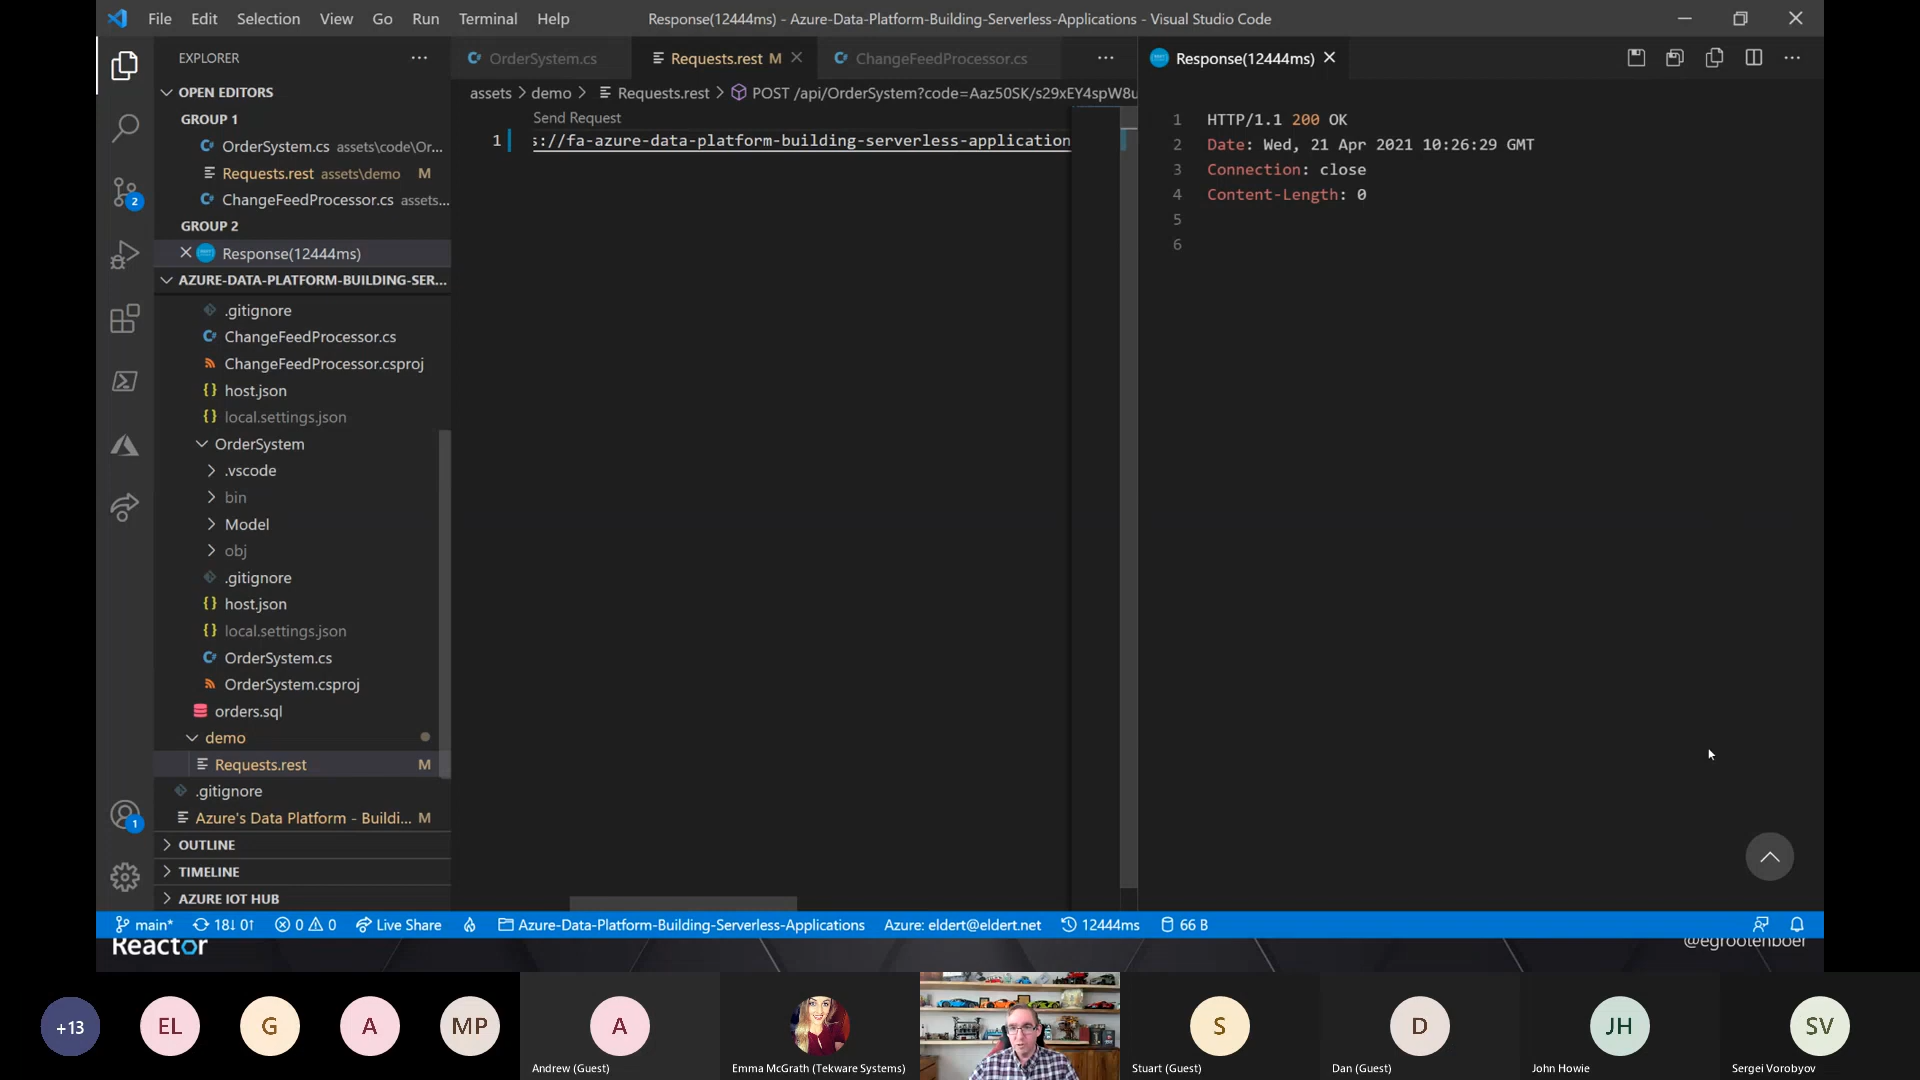 File Edit Selection View Go Run Terminal Help
Response(12444ms) - Azure-Data-Platform-Building-Serverless-Applications - Visual Studio Code
EXPLORER
OPEN EDITORS
GROUP 1
OrderSystem.cs assets\code\Or...
Requests.rest assets\demo M
ChangeFeedProcessor.cs assets...
GROUP 2
Response(12444ms)
AZURE-DATA-PLATFORM-BUILDING-SER...
.gitignore
ChangeFeedProcessor.cs
ChangeFeedProcessor.csproj
host.json
local.settings.json
OrderSystem
.vscode
bin
Model
obj
.gitignore
host.json
local.settings.json
OrderSystem.cs
OrderSystem.csproj
orders.sql
demo
Requests.rest M
.gitignore
Azure's Data Platform - Buildi... M
OUTLINE
TIMELINE
AZURE IOT HUB
2
1
OrderSystem.cs
Requests.rest M
ChangeFeedProcessor.cs
assets > demo > Requests.rest > POST /api/OrderSystem?code=Aaz50SK/s29xEY4spW8u
Send Request
1 ://fa-azure-data-platform-building-serverless-application
Response(12444ms)
1 HTTP/1.1 200 OK
2 Date: Wed, 21 Apr 2021 10:26:29 GMT
3 Connection: close
4 Content-Length: 0
5
6
main* 18↓ 0↑ 0 0 Live Share Azure-Data-Platform-Building-Serverless-Applications Azure: eldert@eldert.net 12444ms 66 B
Reactor
@egrootenboer
+13
EL
G
A
MP
A
Andrew (Guest)
Emma McGrath (Tekware Systems)
S
Stuart (Guest)
D
Dan (Guest)
JH
John Howie
SV
Sergei Vorobyov